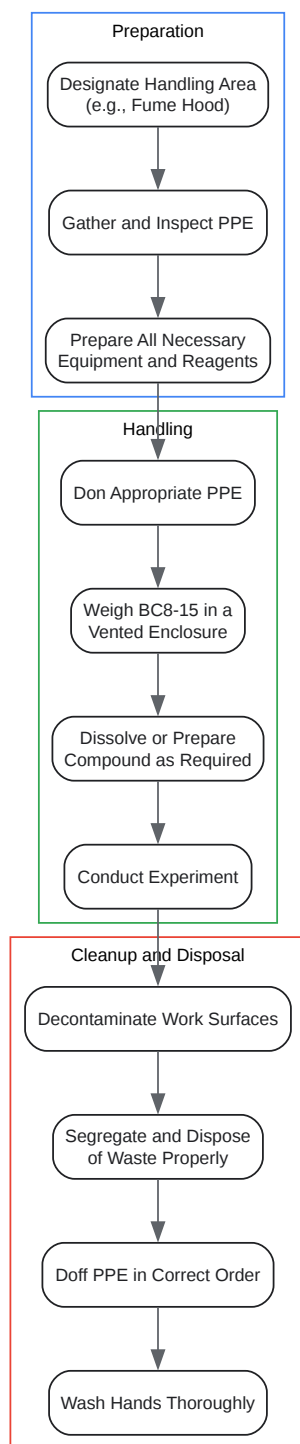 Preparation
Designate Handling Area
(e.g., Fume Hood)
Gather and Inspect PPE
Prepare All Necessary
Equipment and Reagents
Handling
Don Appropriate PPE
Weigh BC8-15 in a
Vented Enclosure
Dissolve or Prepare
Compound as Required
Conduct Experiment
Cleanup and Disposal
Decontaminate Work Surfaces
Segregate and Dispose
of Waste Properly
Doff PPE in Correct Order
Wash Hands Thoroughly